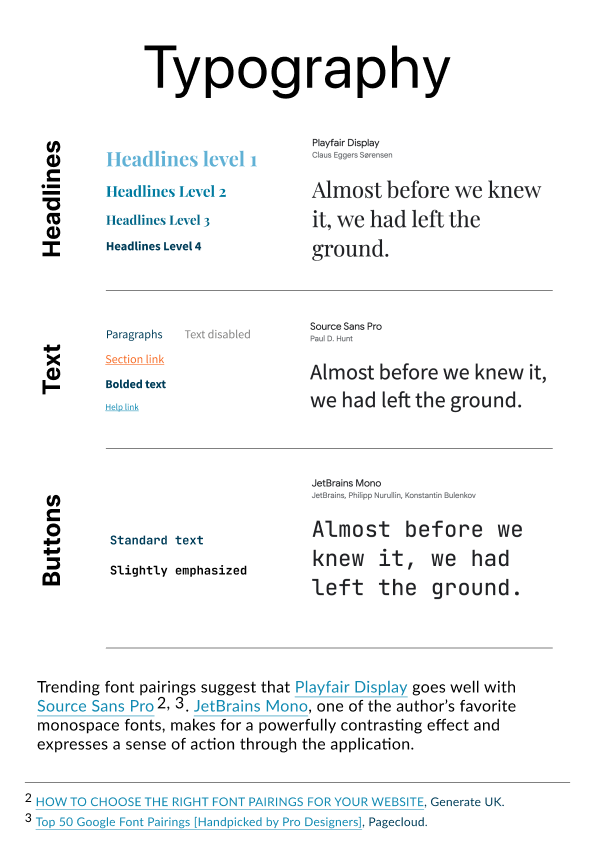 Typography
Headlines
Headlines level 1
Headlines Level 2
Headlines Level 3
Headlines Level 4
Playfair Display
Claus Eggers Sørensen
Almost before we knew
it, we had left the
ground.
Text
Paragraphs Text disabled
Section link
Bolded text
Help link
Source Sans Pro
Paul D. Hunt
Almost before we knew it,
we had left the ground.
Buttons
Standard text
Slightly emphasized
JetBrains Mono
JetBrains, Philipp Nurullin, Konstantin Bulenkov
Almost before we
knew it, we had
left the ground.
Trending font pairings suggest that Playfair Display goes well with
Source Sans Pro 2, 3. JetBrains Mono, one of the author's favorite
monospace fonts, makes for a powerfully contrasting effect and
expresses a sense of action through the application.
2 HOW TO CHOOSE THE RIGHT FONT PAIRINGS FOR YOUR WEBSITE, Generate UK.
3 Top 50 Google Font Pairings [Handpicked by Pro Designers], Pagecloud.